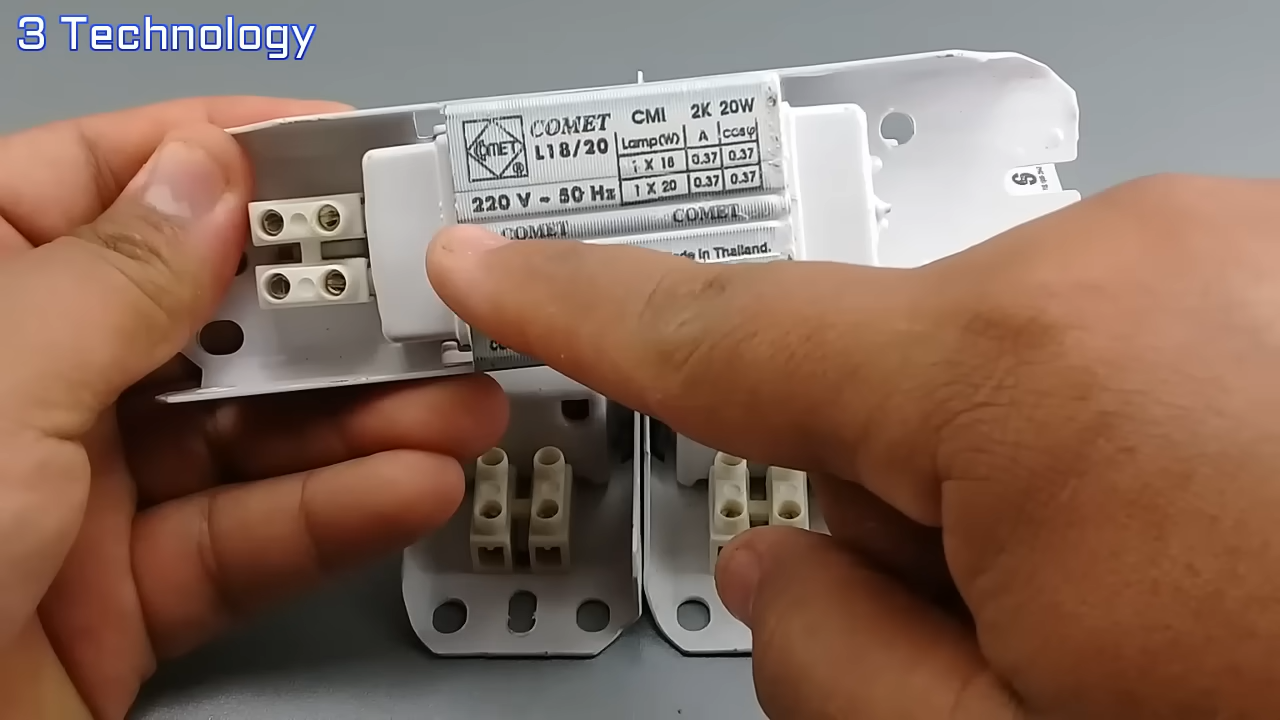 3 Technology
COMET
COMET
®
L18/20
220 V ~ 50 Hz
CMI 2K 20W
Lamp(W) A cosφ
1 X 18 0.37 0.37
1 X 20 0.37 0.37
COMET COMET
in Thailand.